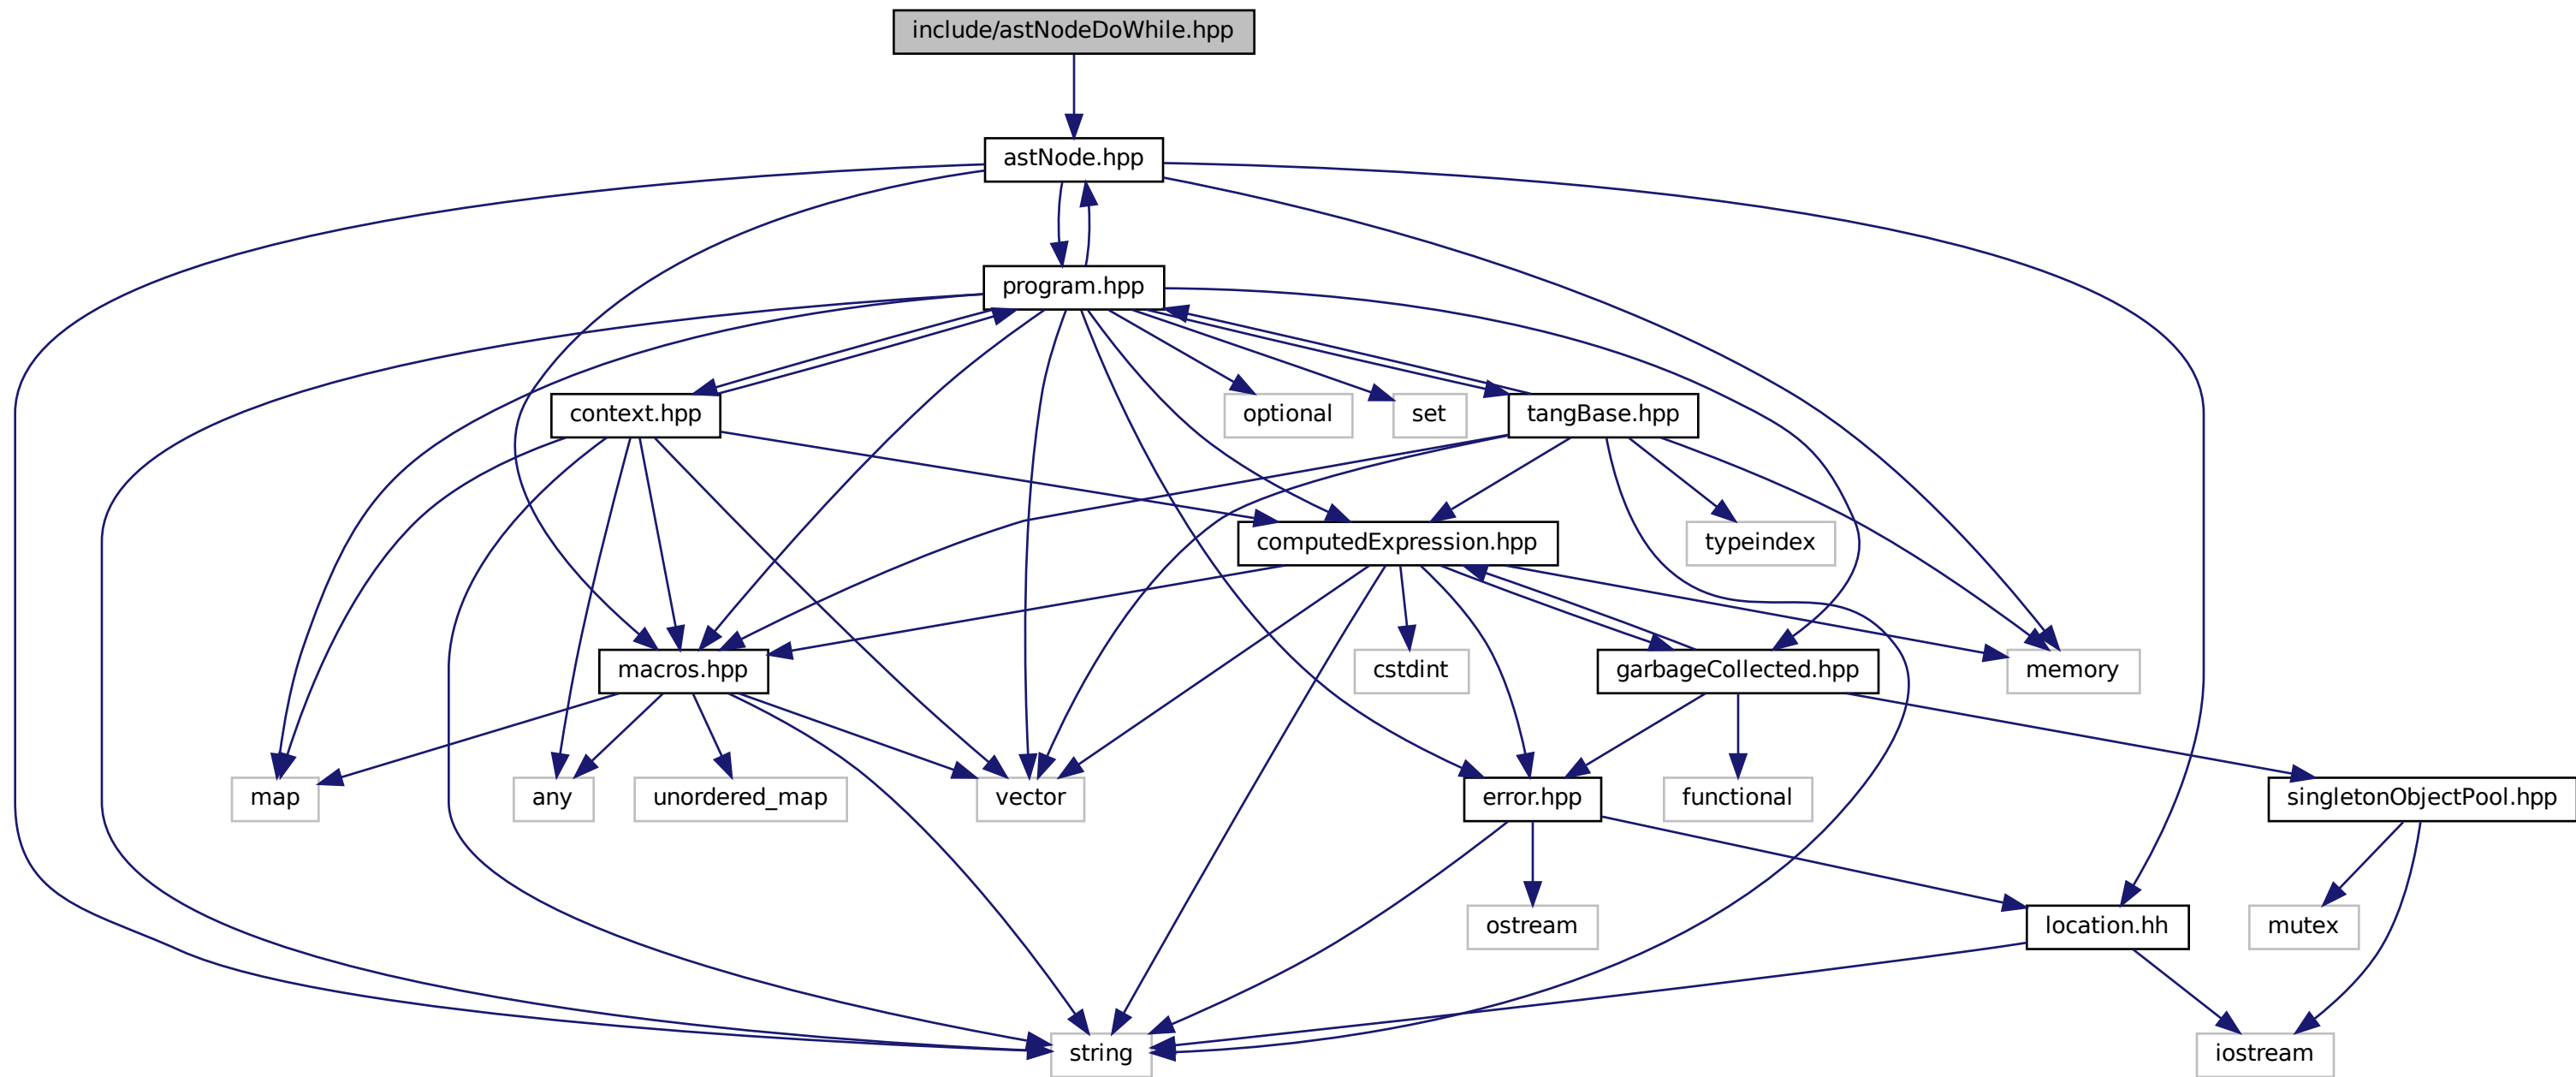 include/astNodeDoWhile.hpp
astNode.hpp
program.hpp
context.hpp
optional
set
tangBase.hpp
computedExpression.hpp
typeindex
macros.hpp
cstdint
garbageCollected.hpp
memory
map
any
unordered_map
vector
error.hpp
functional
singletonObjectPool.hpp
ostream
location.hh
mutex
string
iostream